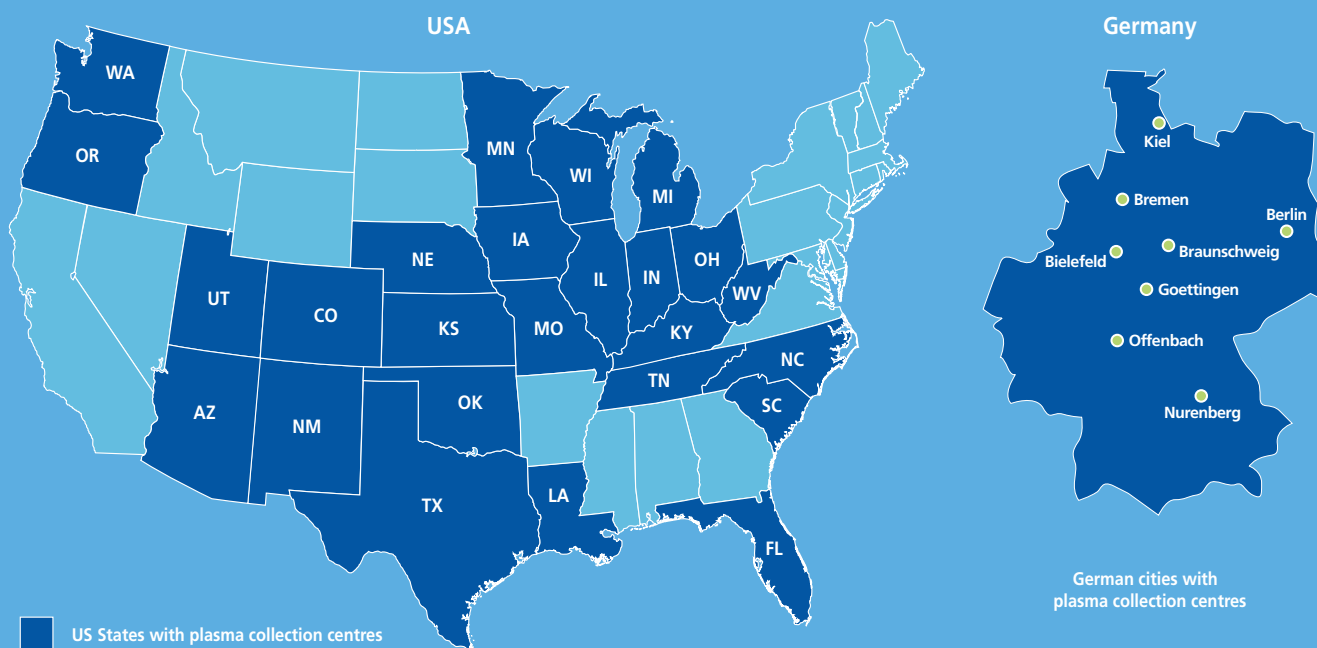 USA
Germany
WA
OR
MN
WI
MI
IA
NE
IL
IN
OH
WV
UT
CO
KS
MO
KY
NC
TN
SC
AZ
NM
OK
TX
LA
FL
Kiel
Bremen
Berlin
Braunschweig
Bielefeld
Goettingen
Offenbach
Nurenberg
German cities with
plasma collection centres
US States with plasma collection centres